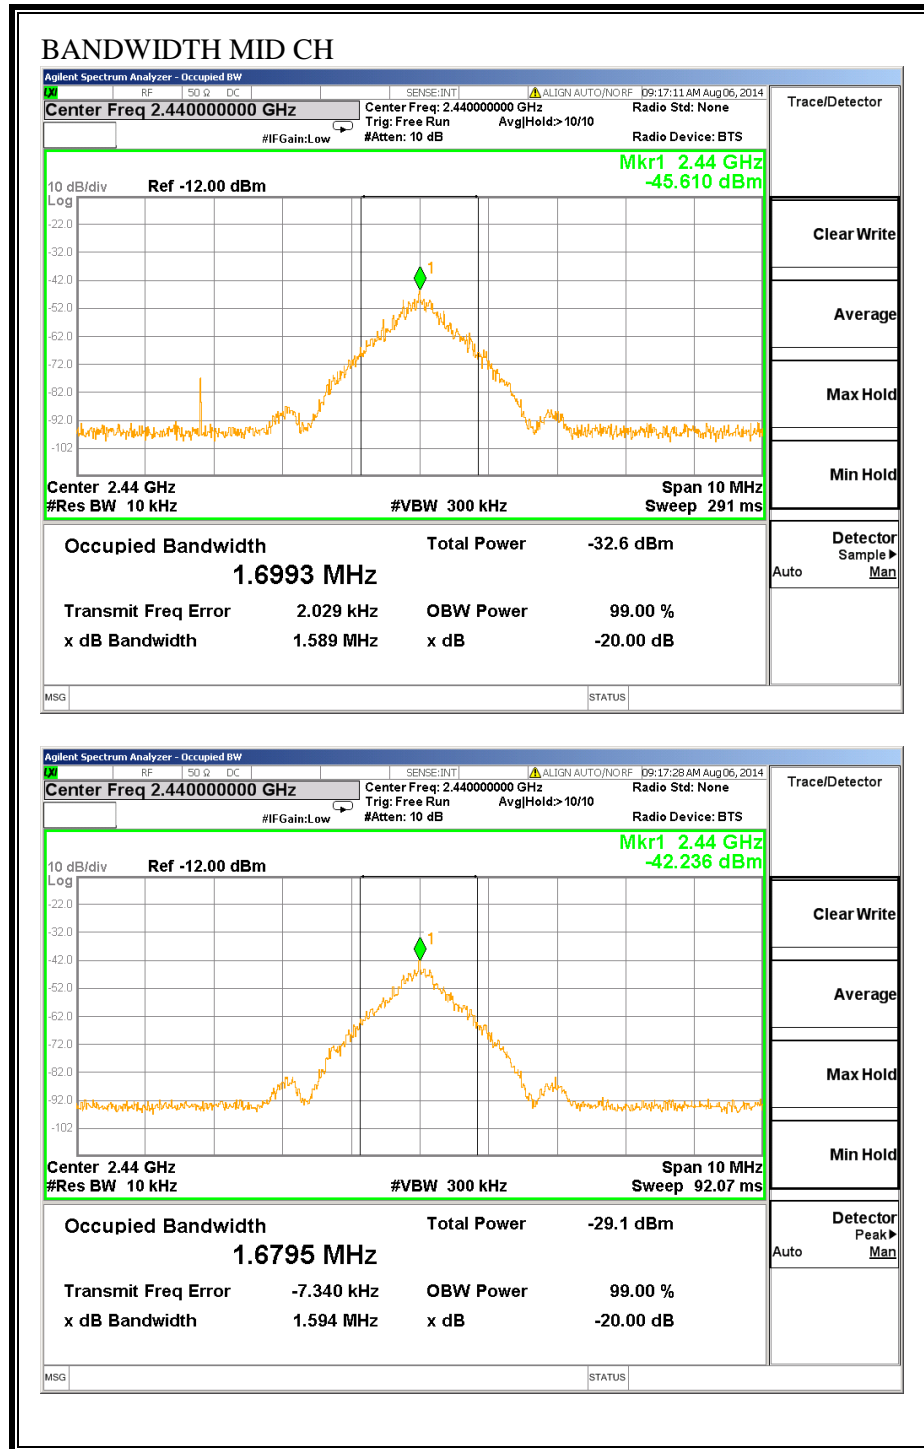 BANDWIDTH MID CH
Agilent Spectrum Analyzer - Occupied BW
LXI RF 50 Ω DC SENSE:INT ALIGN AUTO/NO RF 09:17:11 AM Aug 06, 2014
Center Freq 2.440000000 GHz
Center Freq: 2.440000000 GHz Radio Std: None
Trig: Free Run Avg|Hold:> 10/10
#IFGain:Low #Atten: 10 dB Radio Device: BTS
Trace/Detector
Mkr1 2.44 GHz
-45.610 dBm
10 dB/div Ref -12.00 dBm
Log
-22.0
-32.0
-42.0
-52.0
-62.0
-72.0
-82.0
-92.0
-102
1
Clear Write
Average
Max Hold
Min Hold
Center 2.44 GHz Span 10 MHz
#Res BW 10 kHz #VBW 300 kHz Sweep 291 ms
Occupied Bandwidth Total Power -32.6 dBm
1.6993 MHz
Transmit Freq Error 2.029 kHz OBW Power 99.00 %
x dB Bandwidth 1.589 MHz x dB -20.00 dB
Detector
Sample
Auto Man
MSG STATUS
Agilent Spectrum Analyzer - Occupied BW
LXI RF 50 Ω DC SENSE:INT ALIGN AUTO/NO RF 09:17:28 AM Aug 06, 2014
Center Freq 2.440000000 GHz
Center Freq: 2.440000000 GHz Radio Std: None
Trig: Free Run Avg|Hold:> 10/10
#IFGain:Low #Atten: 10 dB Radio Device: BTS
Trace/Detector
Mkr1 2.44 GHz
-42.236 dBm
10 dB/div Ref -12.00 dBm
Log
-22.0
-32.0
-42.0
-52.0
-62.0
-72.0
-82.0
-92.0
-102
1
Clear Write
Average
Max Hold
Min Hold
Center 2.44 GHz Span 10 MHz
#Res BW 10 kHz #VBW 300 kHz Sweep 92.07 ms
Occupied Bandwidth Total Power -29.1 dBm
1.6795 MHz
Transmit Freq Error -7.340 kHz OBW Power 99.00 %
x dB Bandwidth 1.594 MHz x dB -20.00 dB
Detector
Peak
Auto Man
MSG STATUS